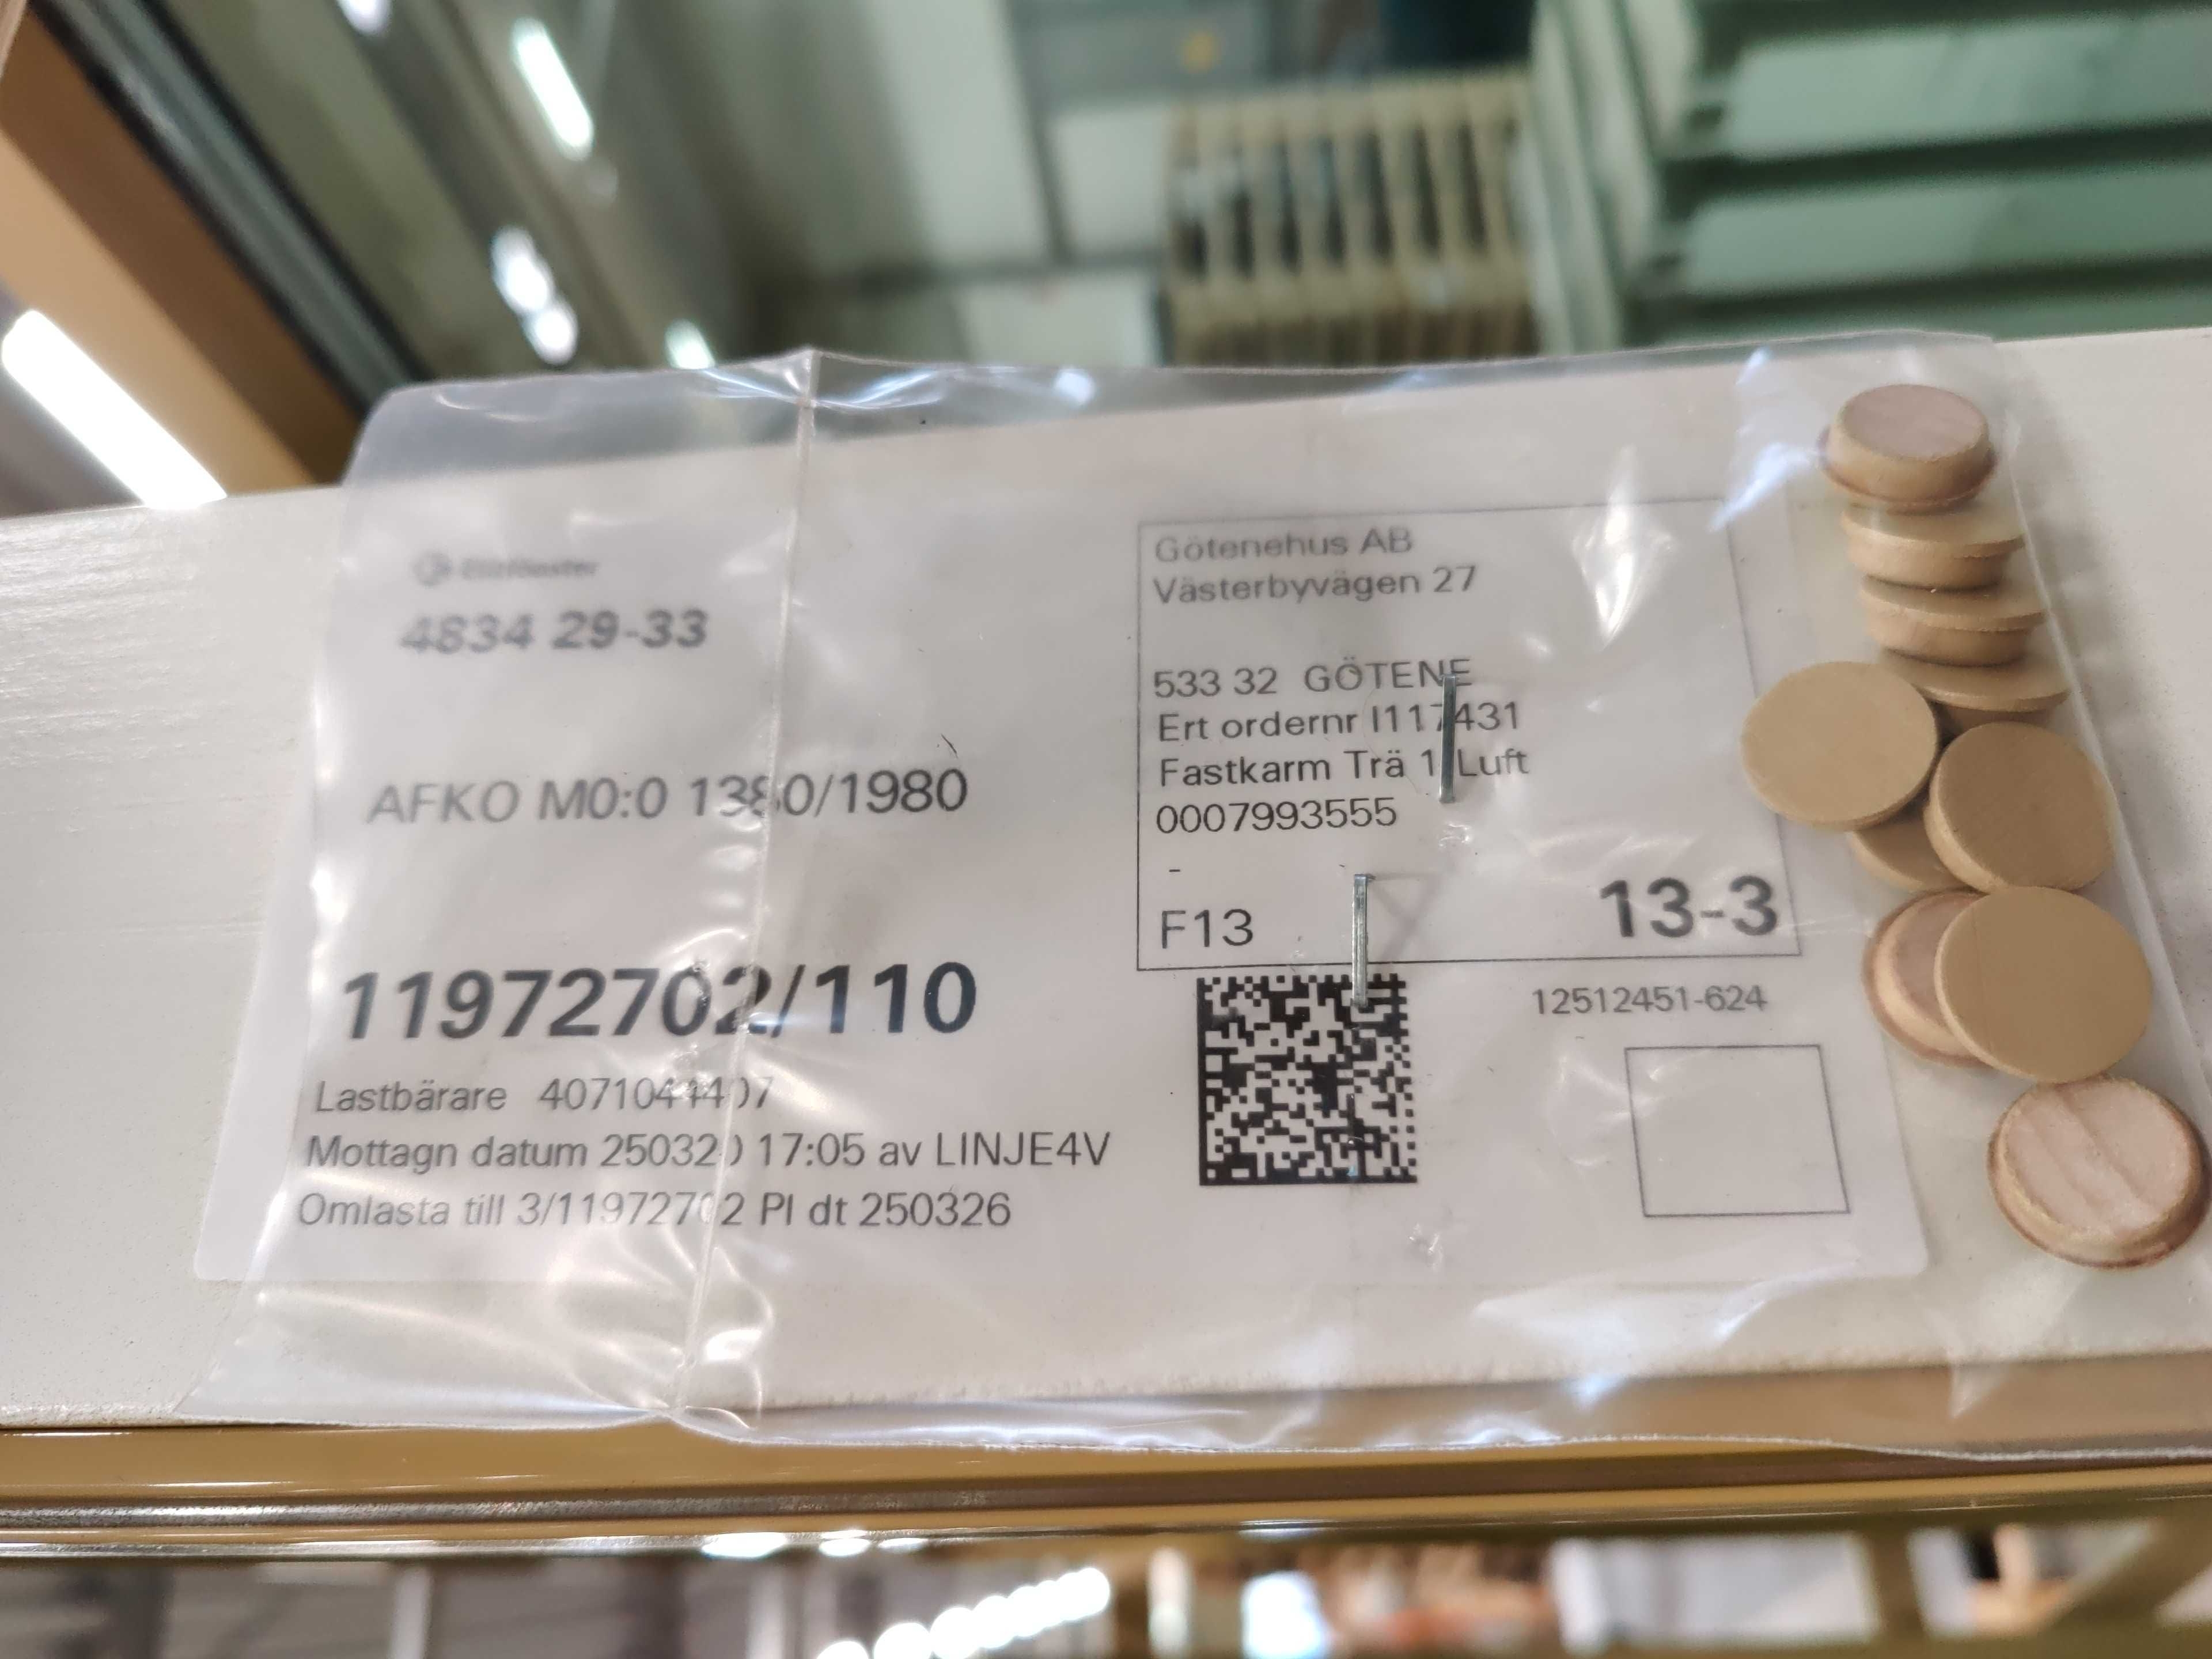 4834 29-33
AFKO M0:0 1380/1980
11972702/110
Lastbärare 4071044407
Mottagn datum 250320 17:05 av LINJE4V
Omlasta till 3/11972702 Pl dt 250326
Götenehus AB
Västerbyvägen 27
533 32 GÖTENE
Ert ordernr I117431
Fastkarm Trä 1 Luft
0007993555
-
F13 13-3
12512451-624